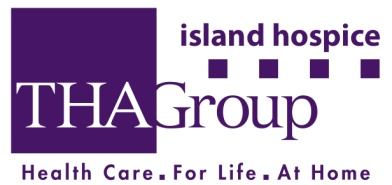 island hospice
THAGroup
Health Care. For Life. At Home